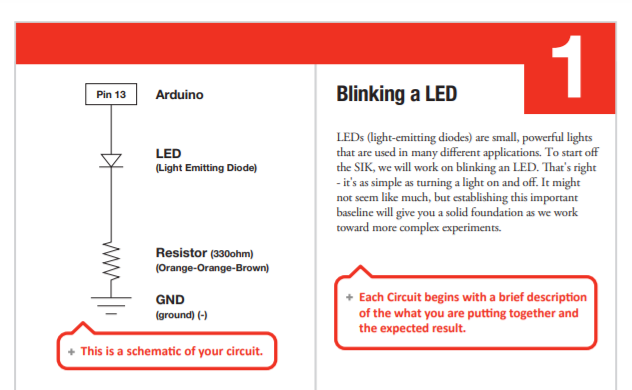 1
Pin 13
Arduino
LED
(Light Emitting Diode)
Resistor (330ohm)
(Orange-Orange-Brown)
GND
(ground) (-)
+ This is a schematic of your circuit.
Blinking a LED
LEDs (light-emitting diodes) are small, powerful lights
that are used in many different applications. To start off
the SIK, we will work on blinking an LED. That's right
- it's as simple as turning a light on and off. It might
not seem like much, but establishing this important
baseline will give you a solid foundation as we work
toward more complex experiments.
+ Each Circuit begins with a brief description
of the what you are putting together and
the expected result.